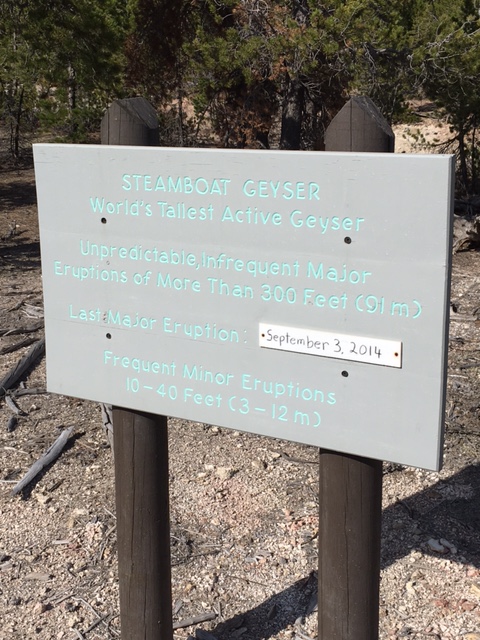 STEAMBOAT GEYSER
World's Tallest Active Geyser
Unpredictable, Infrequent Major
Eruptions of More Than 300 Feet (91 m)
Last Major Eruption: September 3, 2014
Frequent Minor Eruptions
10-40 Feet (3-12 m)